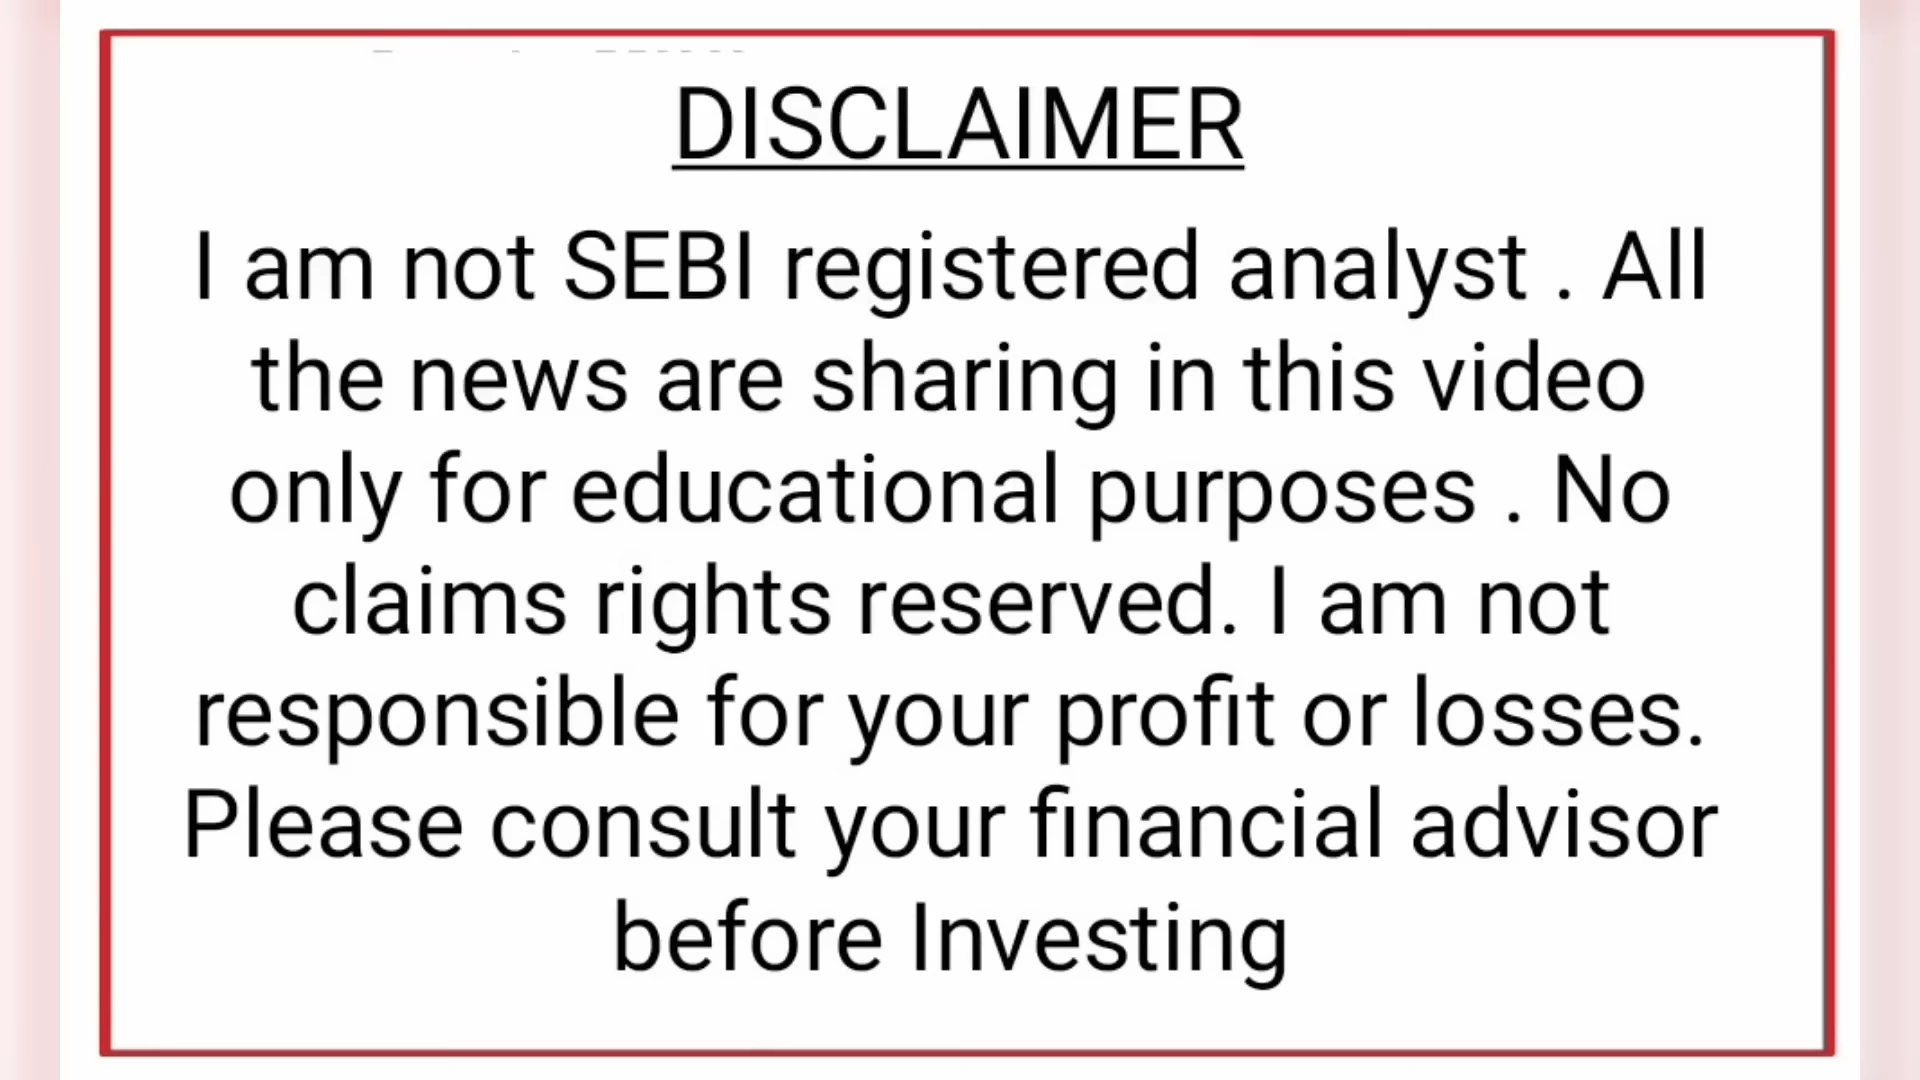 DISCLAIMER
I am not SEBI registered analyst . All
the news are sharing in this video
only for educational purposes . No
claims rights reserved. I am not
responsible for your profit or losses.
Please consult your financial advisor
before Investing